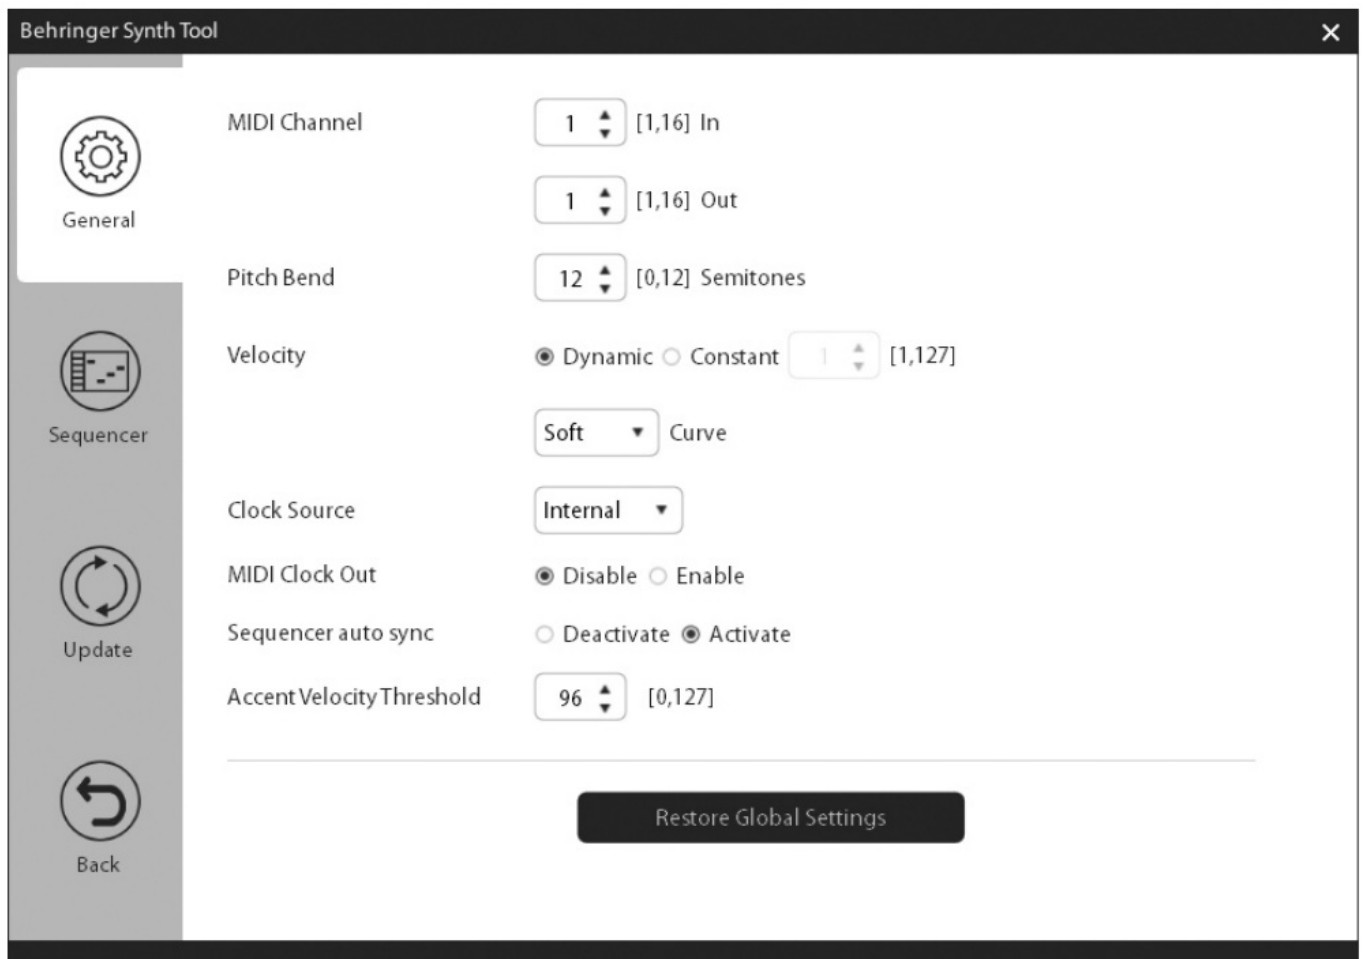 Behringer Synth Tool
General
Sequencer
Update
Back
MIDI Channel 1 [1,16] In
1 [1,16] Out
Pitch Bend 12 [0,12] Semitones
Velocity Dynamic Constant 1 [1,127]
Soft Curve
Clock Source Internal
MIDI Clock Out Disable Enable
Sequencer auto sync Deactivate Activate
Accent Velocity Threshold 96 [0,127]
Restore Global Settings